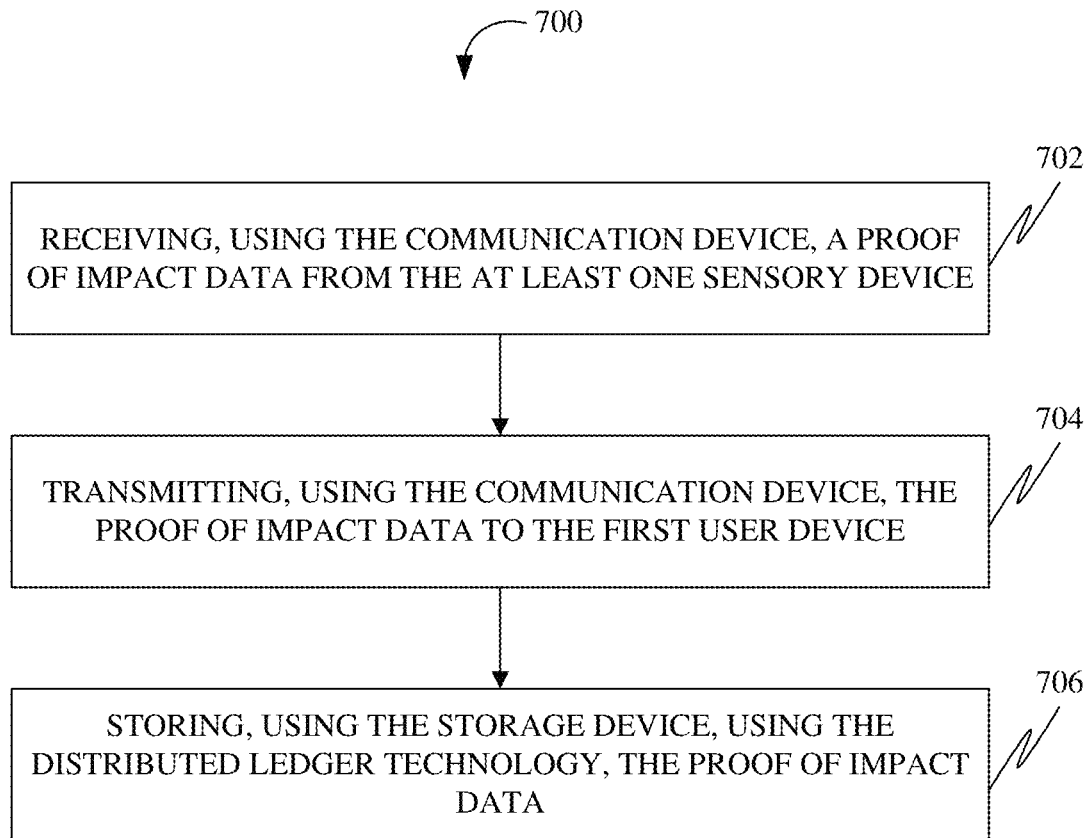 700
702
RECEIVING, USING THE COMMUNICATION DEVICE, A PROOF
OF IMPACT DATA FROM THE AT LEAST ONE SENSORY DEVICE
704
TRANSMITTING, USING THE COMMUNICATION DEVICE, THE
PROOF OF IMPACT DATA TO THE FIRST USER DEVICE
706
STORING, USING THE STORAGE DEVICE, USING THE
DISTRIBUTED LEDGER TECHNOLOGY, THE PROOF OF IMPACT
DATA